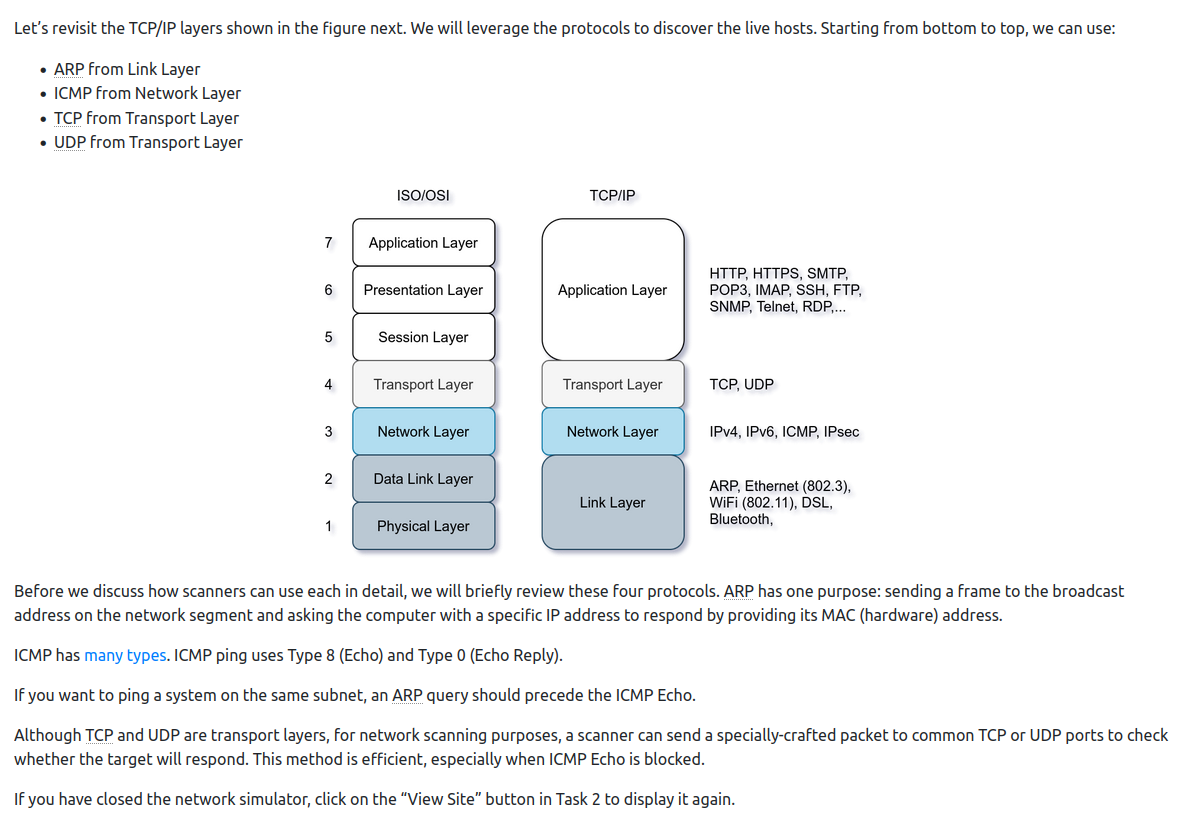 Let's revisit the TCP/IP layers shown in the figure next. We will leverage the protocols to discover the live hosts. Starting from bottom to top, we can use:
• ARP from Link Layer
• ICMP from Network Layer
• TCP from Transport Layer
• UDP from Transport Layer
ISO/OSI
TCP/IP
7
Application Layer
6
Presentation Layer
5
Session Layer
4
Transport Layer
3
Network Layer
2
Data Link Layer
1
Physical Layer
Application Layer
HTTP, HTTPS, SMTP,
POP3, IMAP, SSH, FTP,
SNMP, Telnet, RDP,...
Transport Layer
TCP, UDP
Network Layer
IPv4, IPv6, ICMP, IPsec
Link Layer
ARP, Ethernet (802.3),
WiFi (802.11), DSL,
Bluetooth,
Before we discuss how scanners can use each in detail, we will briefly review these four protocols. ARP has one purpose: sending a frame to the broadcast
address on the network segment and asking the computer with a specific IP address to respond by providing its MAC (hardware) address.
ICMP has many types. ICMP ping uses Type 8 (Echo) and Type 0 (Echo Reply).
If you want to ping a system on the same subnet, an ARP query should precede the ICMP Echo.
Although TCP and UDP are transport layers, for network scanning purposes, a scanner can send a specially-crafted packet to common TCP or UDP ports to check
whether the target will respond. This method is efficient, especially when ICMP Echo is blocked.
If you have closed the network simulator, click on the “View Site” button in Task 2 to display it again.